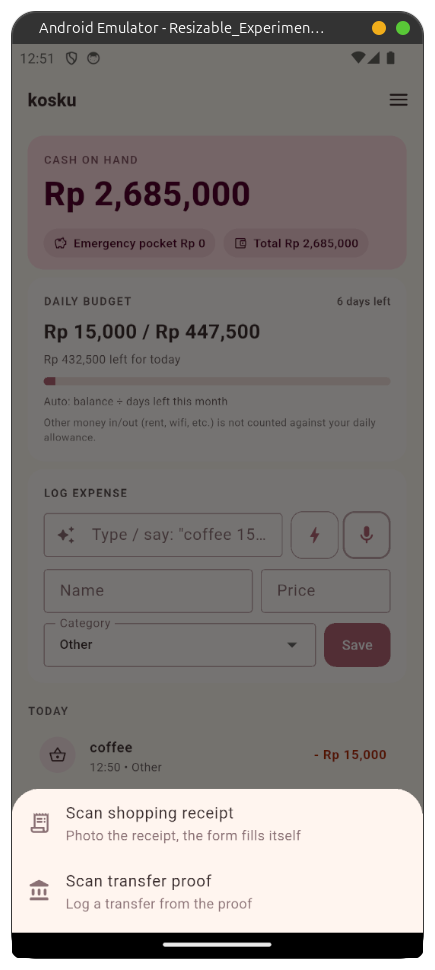 Android Emulator - Resizable_Experimen...
12:51
kosku
CASH ON HAND
Rp 2,685,000
Emergency pocket Rp 0
Total Rp 2,685,000
DAILY BUDGET
6 days left
Rp 15,000 / Rp 447,500
Rp 432,500 left for today
Auto: balance ÷ days left this month
Other money in/out (rent, wifi, etc.) is not counted against your daily
allowance.
LOG EXPENSE
Type / say: "coffee 15...
Name
Price
Category
Other
Save
TODAY
coffee
- Rp 15,000
12:50 • Other
Scan shopping receipt
Photo the receipt, the form fills itself
Scan transfer proof
Log a transfer from the proof